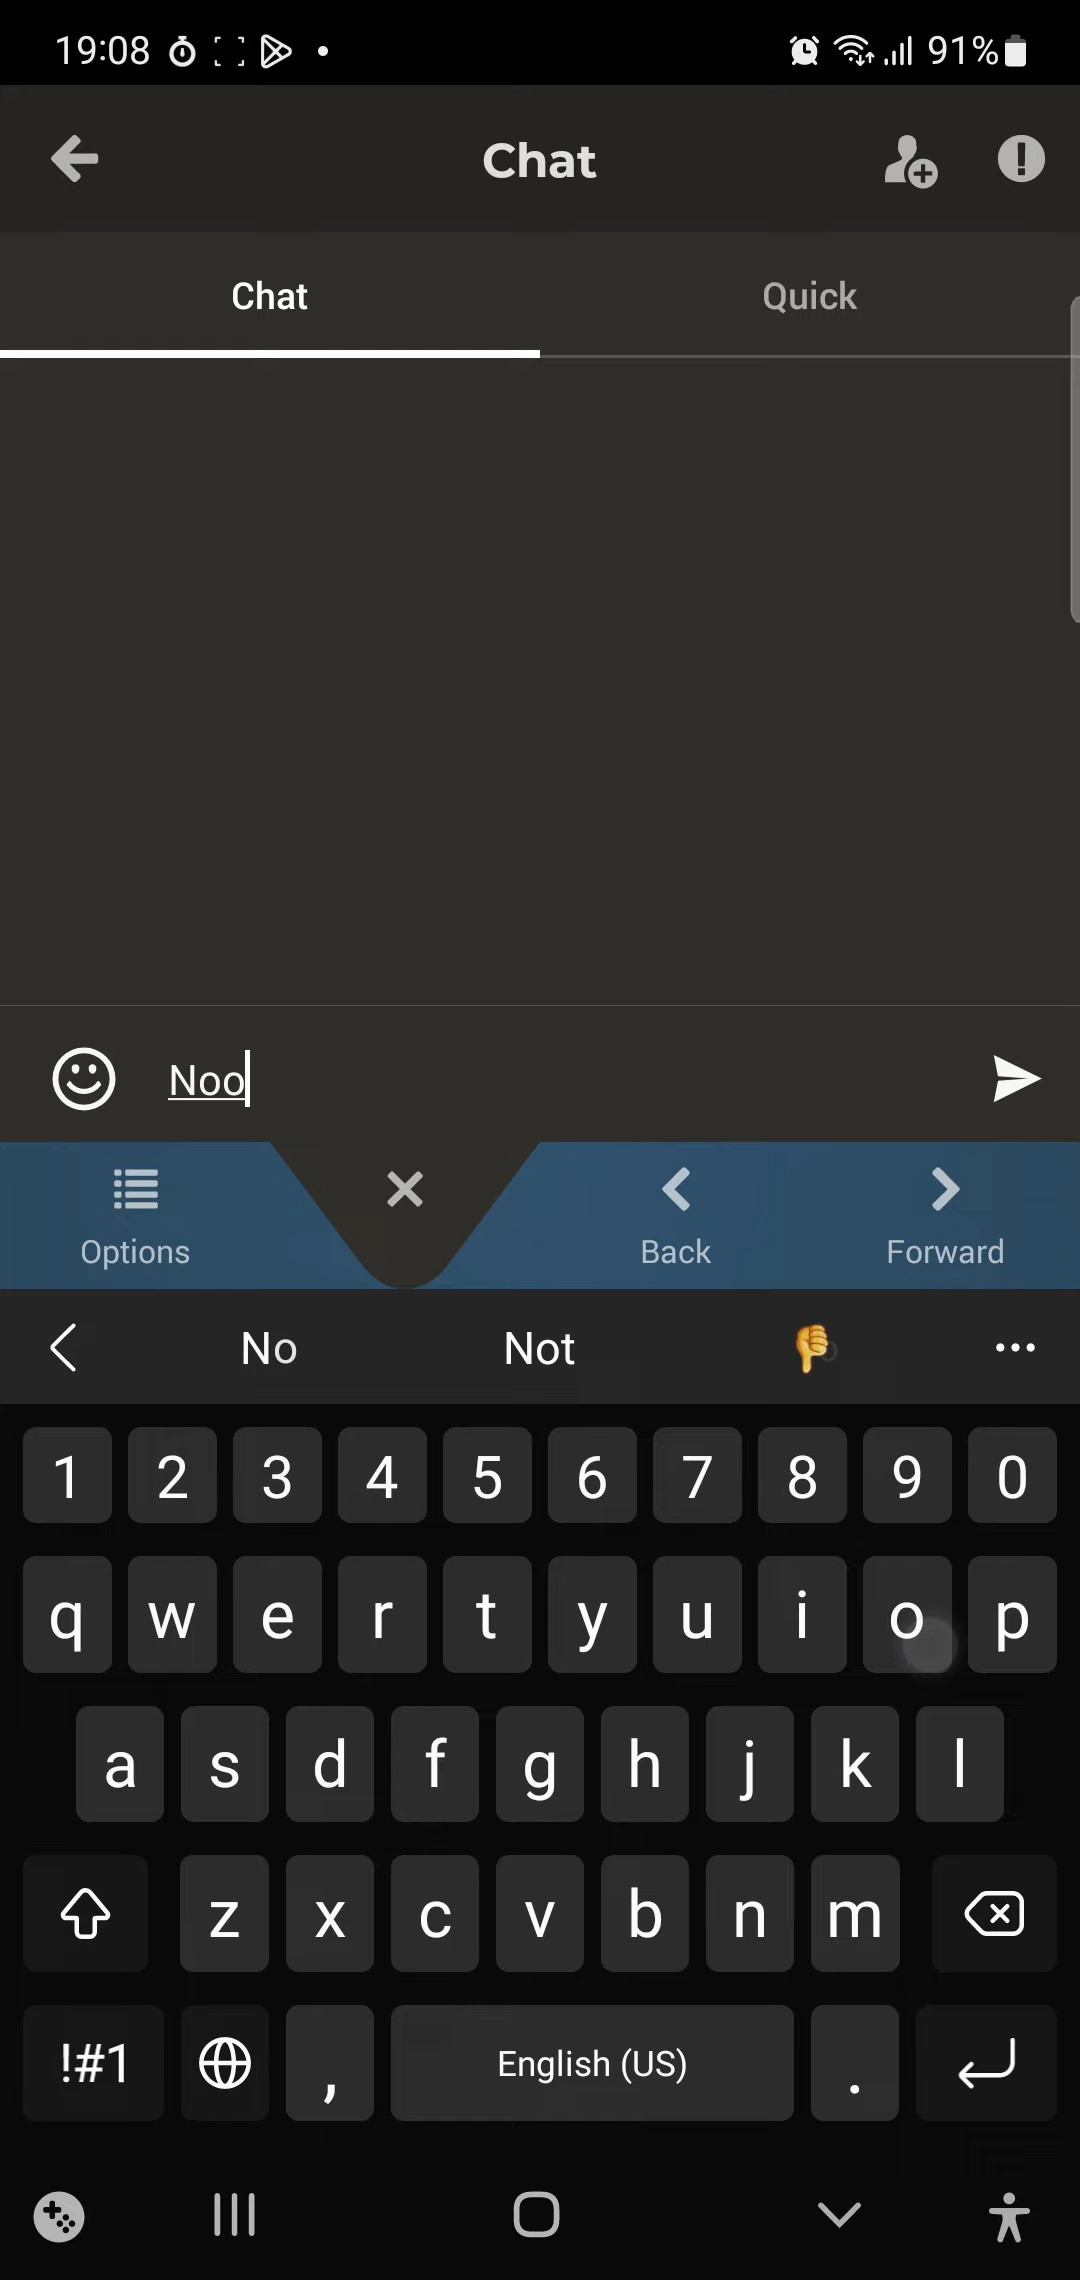 19:08 91%
Chat
Chat Quick
Noo
Options Back Forward
No Not
1 2 3 4 5 6 7 8 9 0
q w e r t y u i o p
a s d f g h j k l
z x c v b n m
!#1 , English (US) .